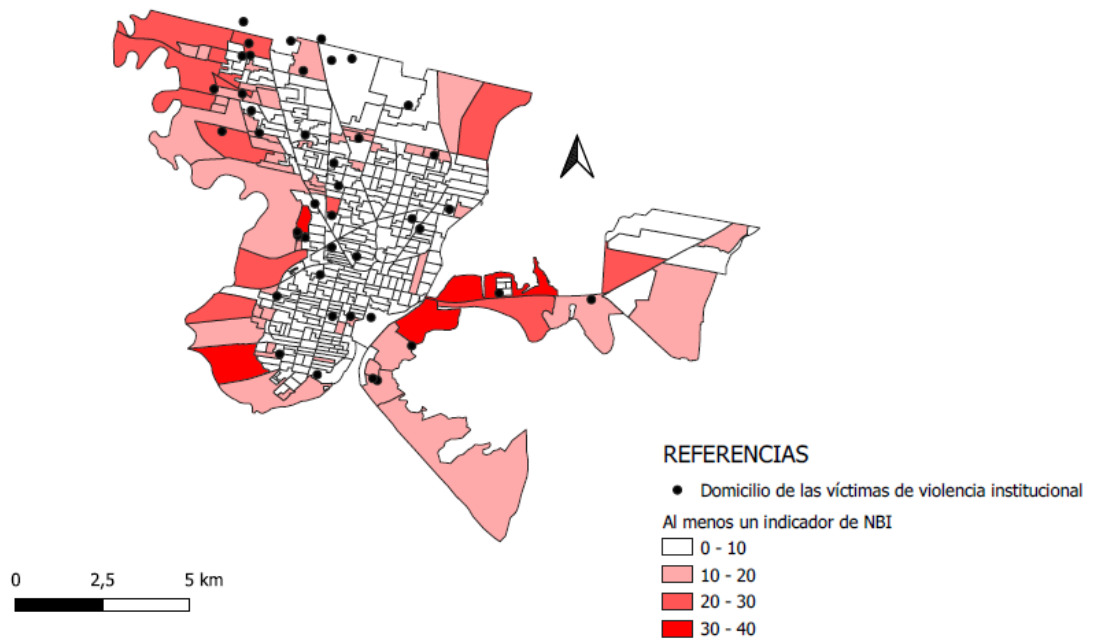 REFERENCIAS
Domicilio de las víctimas de violencia institucional
Al menos un indicador de NBI
0 - 10
10 - 20
20 - 30
30 - 40
0 2,5 5 km